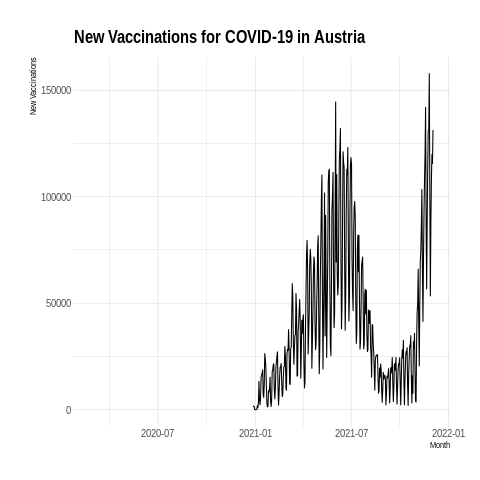 New Vaccinations for COVID-19 in Austria
New Vaccinations
150000
100000
50000
0
2020-07
2021-01
2021-07
2022-01
Month